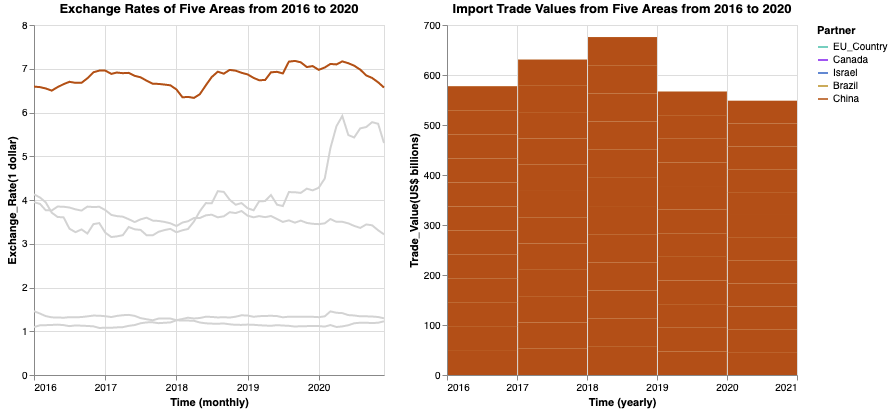 Exchange Rates of Five Areas from 2016 to 2020
8
7
6
5
4
3
2
1
0
Exchange_Rate(1 dollar)
2016 2017 2018 2019 2020
Time (monthly)
Import Trade Values from Five Areas from 2016 to 2020
700
600
500
400
300
200
100
0
Trade_Value(US$ billions)
2016 2017 2018 2019 2020 2021
Time (yearly)
Partner
EU_Country
Canada
Israel
Brazil
China